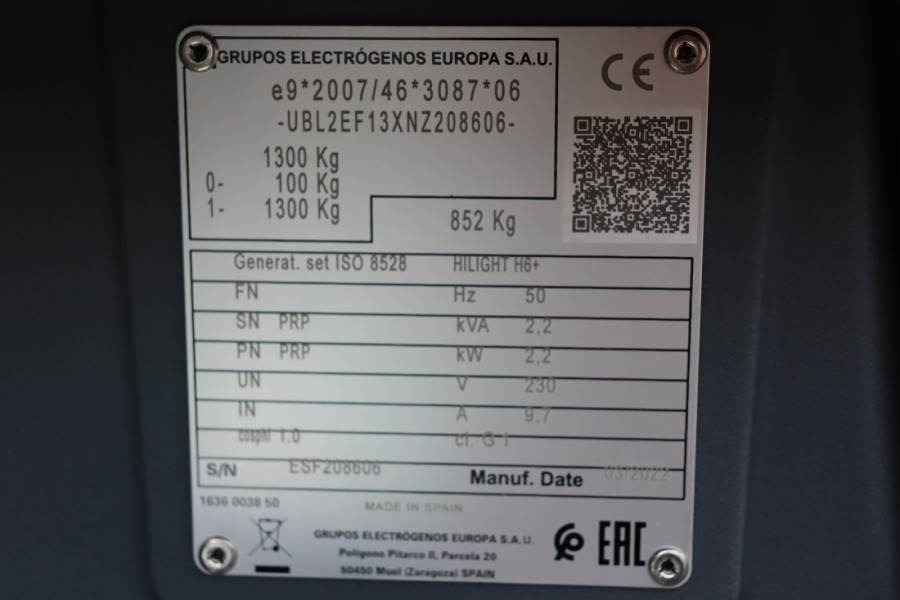 GRUPOS ELECTRÓGENOS EUROPA S.A.U.
CE
e9*2007/46*3087*06
-UBL2EF13XNZ208606-
1300 Kg
0- 100 Kg
1- 1300 Kg
852 Kg
Generat. set ISO 8528 HILIGHT H6+
FN Hz 50
SN PRP kVA 2,2
PN PRP kW 2,2
UN V 230
IN A 9,7
cosphi 1.0 cl. G I
S/N ESF208606 Manuf. Date 03/2022
1636 0038 50
MADE IN SPAIN
GRUPOS ELECTRÓGENOS EUROPA S.A.U.
Polígono Pitarco II, Parcela 20
50450 Muel (Zaragoza) SPAIN
EAC